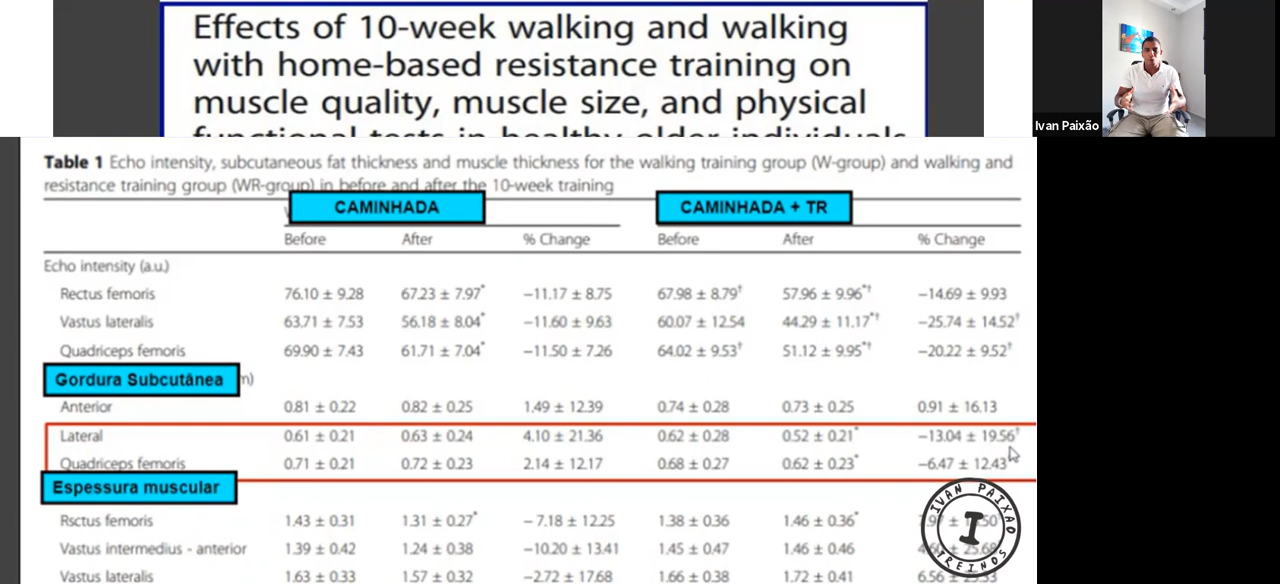 Effects of 10-week walking and walking
with home-based resistance training on
muscle quality, muscle size, and physical
functional tests in healthy older individuals
Ivan Paixão
Table 1 Echo intensity, subcutaneous fat thickness and muscle thickness for the walking training group (W-group) and walking and
resistance training group (WR-group) in before and after the 10-week training
CAMINHADA CAMINHADA + TR
Before After % Change Before After % Change
Echo intensity (a.u.)
Rectus femoris 76.10 ± 9.28 67.23 ± 7.97* −11.17 ± 8.75 67.98 ± 8.79† 57.96 ± 9.96*† −14.69 ± 9.93
Vastus lateralis 63.71 ± 7.53 56.18 ± 8.04* −11.60 ± 9.63 60.07 ± 12.54 44.29 ± 11.17*† −25.74 ± 14.52†
Quadriceps femoris 69.90 ± 7.43 61.71 ± 7.04* −11.50 ± 7.26 64.02 ± 9.53† 51.12 ± 9.95*† −20.22 ± 9.52†
Gordura Subcutânea m)
Anterior 0.81 ± 0.22 0.82 ± 0.25 1.49 ± 12.39 0.74 ± 0.28 0.73 ± 0.25 0.91 ± 16.13
Lateral 0.61 ± 0.21 0.63 ± 0.24 4.10 ± 21.36 0.62 ± 0.28 0.52 ± 0.21* −13.04 ± 19.56†
Quadriceps femoris 0.71 ± 0.21 0.72 ± 0.23 2.14 ± 12.17 0.68 ± 0.27 0.62 ± 0.23* −6.47 ± 12.43
Espessura muscular
Rsctus femoris 1.43 ± 0.31 1.31 ± 0.27* − 7.18 ± 12.25 1.38 ± 0.36 1.46 ± 0.36*
Vastus intermedius - anterior 1.39 ± 0.42 1.24 ± 0.38 −10.20 ± 13.41 1.45 ± 0.47 1.46 ± 0.46
Vastus lateralis 1.63 ± 0.33 1.57 ± 0.32 −2.72 ± 17.68 1.66 ± 0.38 1.72 ± 0.41 6.56 ±
IVAN PAIXÃO
I
TREINOS